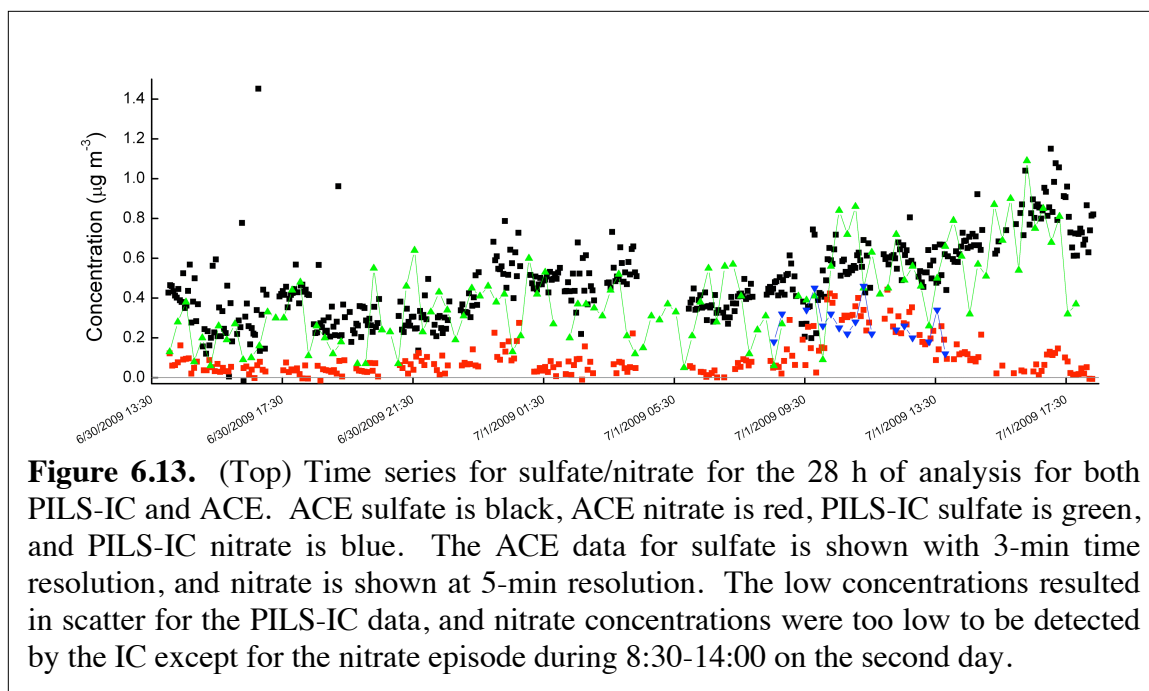 Concentration (μg m-3)
1.4
1.2
1.0
0.8
0.6
0.4
0.2
0.0
6/30/2009 13:30
6/30/2009 17:30
6/30/2009 21:30
7/1/2009 01:30
7/1/2009 05:30
7/1/2009 09:30
7/1/2009 13:30
7/1/2009 17:30
Figure 6.13. (Top) Time series for sulfate/nitrate for the 28 h of analysis for both
PILS-IC and ACE. ACE sulfate is black, ACE nitrate is red, PILS-IC sulfate is green,
and PILS-IC nitrate is blue. The ACE data for sulfate is shown with 3-min time
resolution, and nitrate is shown at 5-min resolution. The low concentrations resulted
in scatter for the PILS-IC data, and nitrate concentrations were too low to be detected
by the IC except for the nitrate episode during 8:30-14:00 on the second day.